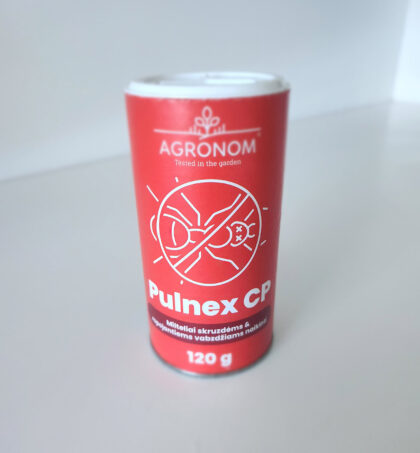 AGRONOM
Tested in the garden
Pulnex CP
Milteliai skruzdėms &
ropojantiems vabzdžiams naikinti
120 g